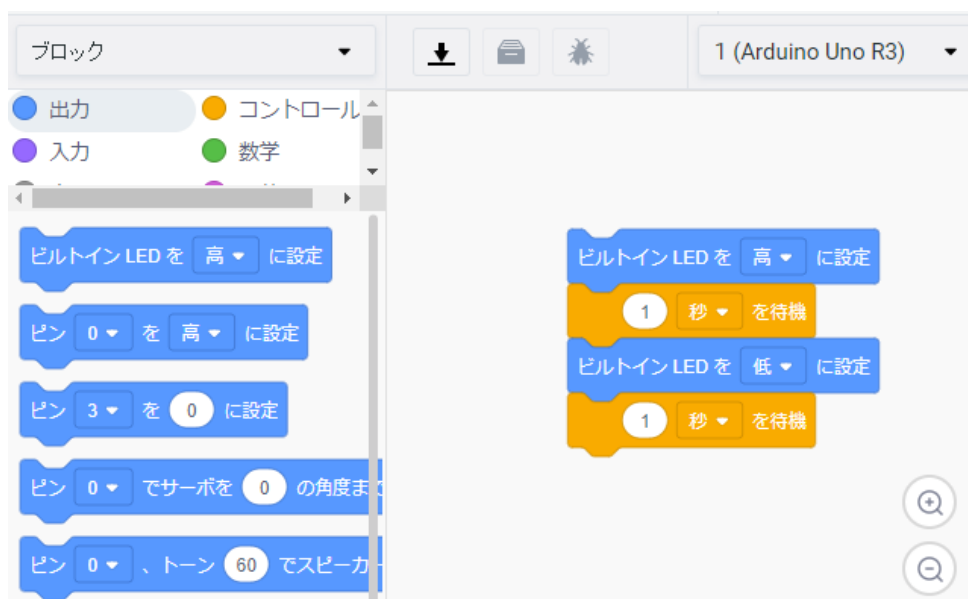 ブロック
1 (Arduino Uno R3)
出力
コントロール
入力
数学
ビルトイン LED を 高 に設定
ピン 0 を 高 に設定
ピン 3 を 0 に設定
ピン 0 でサーボを 0 の角度まで
ピン 0 、トーン 60 でスピーカー
ビルトイン LED を 高 に設定
1 秒 を待機
ビルトイン LED を 低 に設定
1 秒 を待機